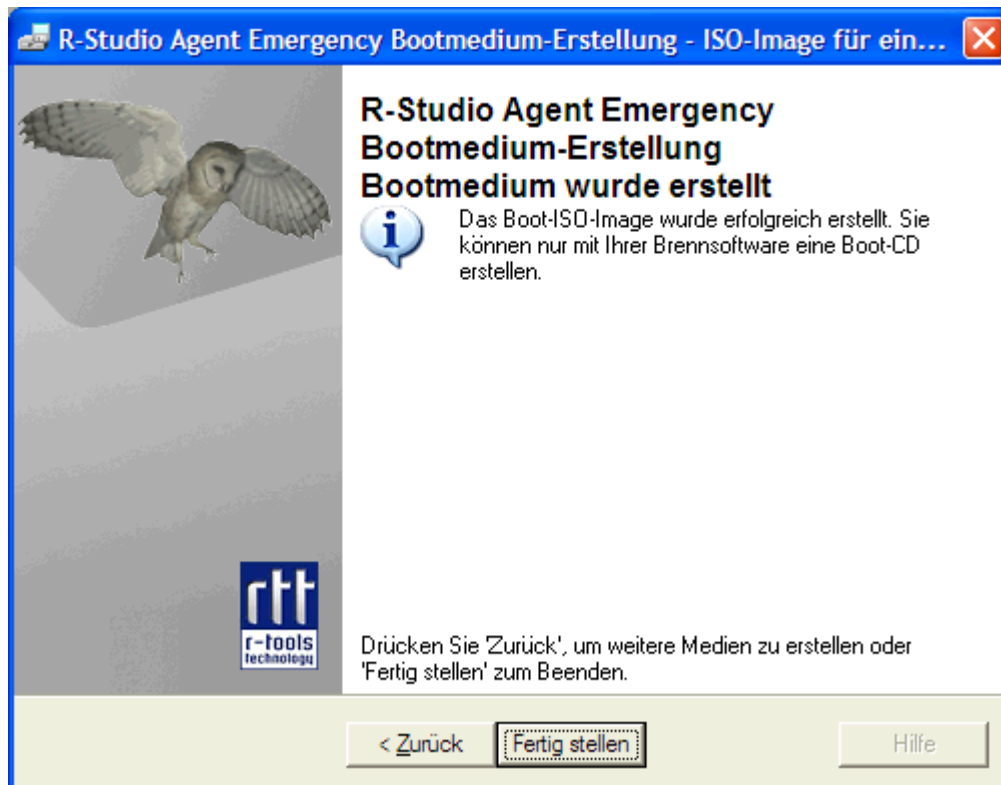 R-Studio Agent Emergency Bootmedium-Erstellung - ISO-Image für ein...
R-Studio Agent Emergency
Bootmedium-Erstellung
Bootmedium wurde erstellt
Das Boot-ISO-Image wurde erfolgreich erstellt. Sie
können nur mit Ihrer Brennsoftware eine Boot-CD
erstellen.
rtt
r-tools
technology
Drücken Sie 'Zurück', um weitere Medien zu erstellen oder
'Fertig stellen' zum Beenden.
< Zurück
Fertig stellen
Hilfe